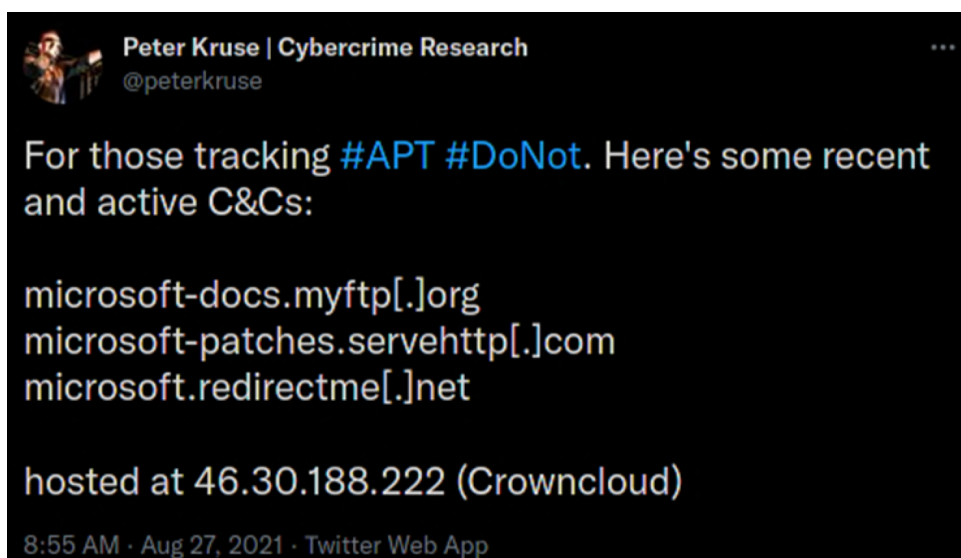 Peter Kruse | Cybercrime Research
@peterkruse
For those tracking #APT #DoNot. Here's some recent
and active C&Cs:
microsoft-docs.myftp[.]org
microsoft-patches.servehttp[.]com
microsoft.redirectme[.]net
hosted at 46.30.188.222 (Crowncloud)
8:55 AM · Aug 27, 2021 · Twitter Web App